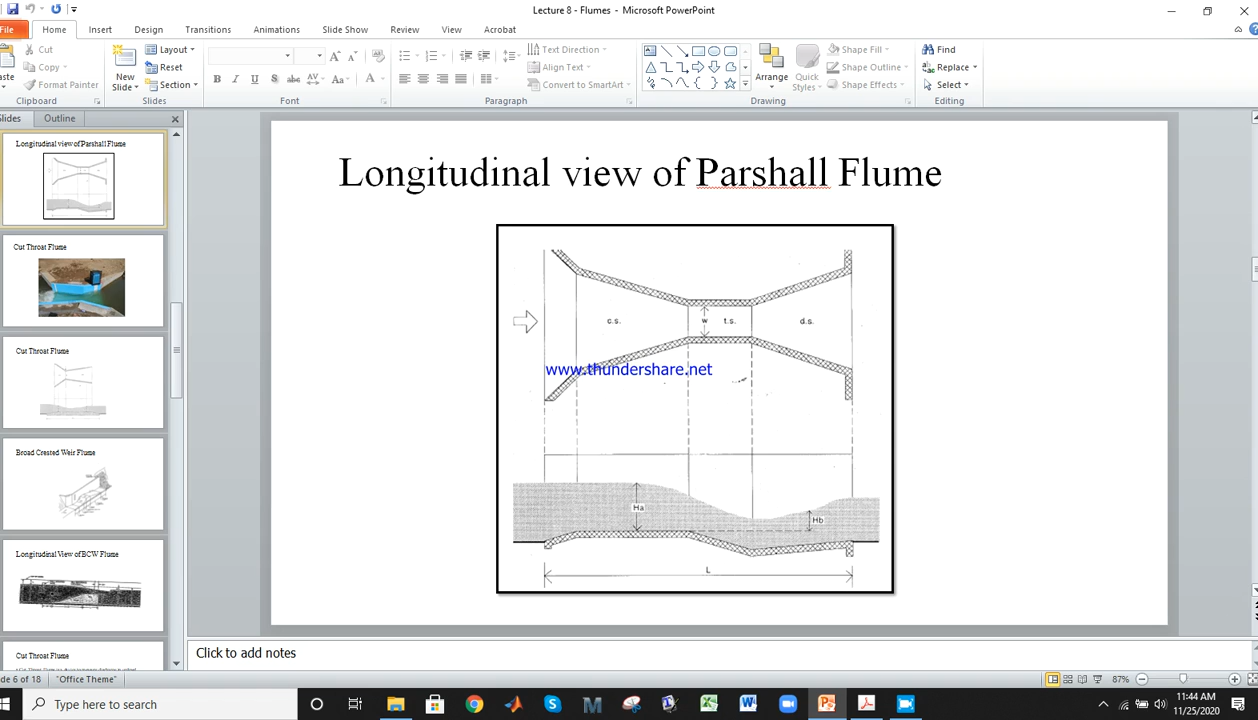 Lecture 8 - Flumes - Microsoft PowerPoint
File
Home
Insert
Design
Transitions
Animations
Slide Show
Review
View
Acrobat
Cut
Copy
Format Painter
Clipboard
New
Slide
Layout
Reset
Section
Slides
B I U S abc AV Aa A
Font
Text Direction
Align Text
Convert to SmartArt
Paragraph
Arrange
Quick
Styles
Shape Fill
Shape Outline
Shape Effects
Drawing
Find
Replace
Select
Editing
Slides
Outline
Longitudinal view of Parshall Flume
Cut Throat Flume
Cut Throat Flume
Broad Crested Weir Flume
Longitudinal View of BCW Flume
Cut Throat Flume
Longitudinal view of Parshall Flume
c.s.
w
t.s.
d.s.
www.thundershare.net
Ha
Hb
L
Click to add notes
de 6 of 18
"Office Theme"
87%
Type here to search
11:44 AM
11/25/2020